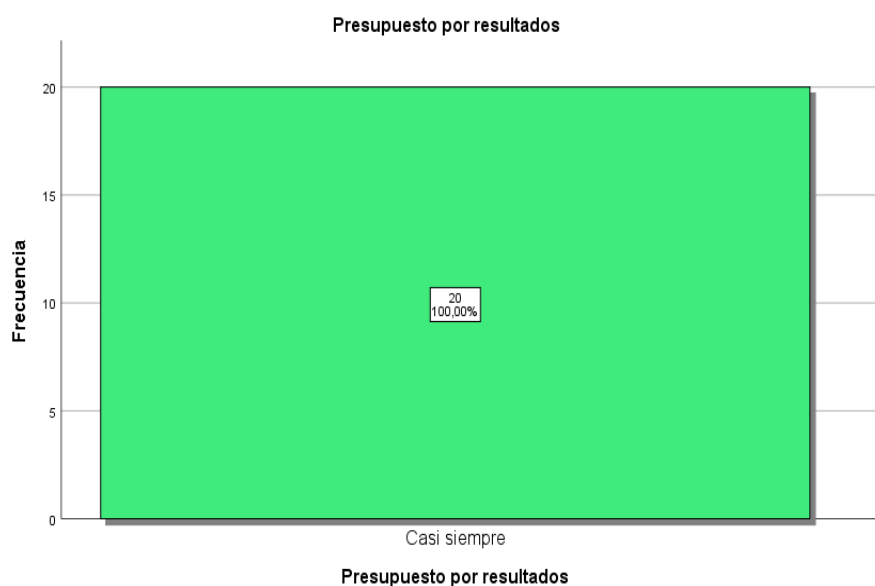 Presupuesto por resultados
Frecuencia
20
15
10
5
0
20
100,00%
Casi siempre
Presupuesto por resultados